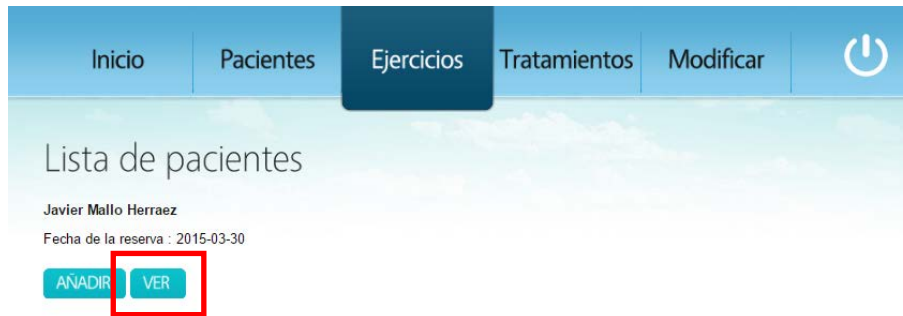 Inicio Pacientes Ejercicios Tratamientos Modificar
Lista de pacientes
Javier Mallo Herraez
Fecha de la reserva : 2015-03-30
AÑADIR VER